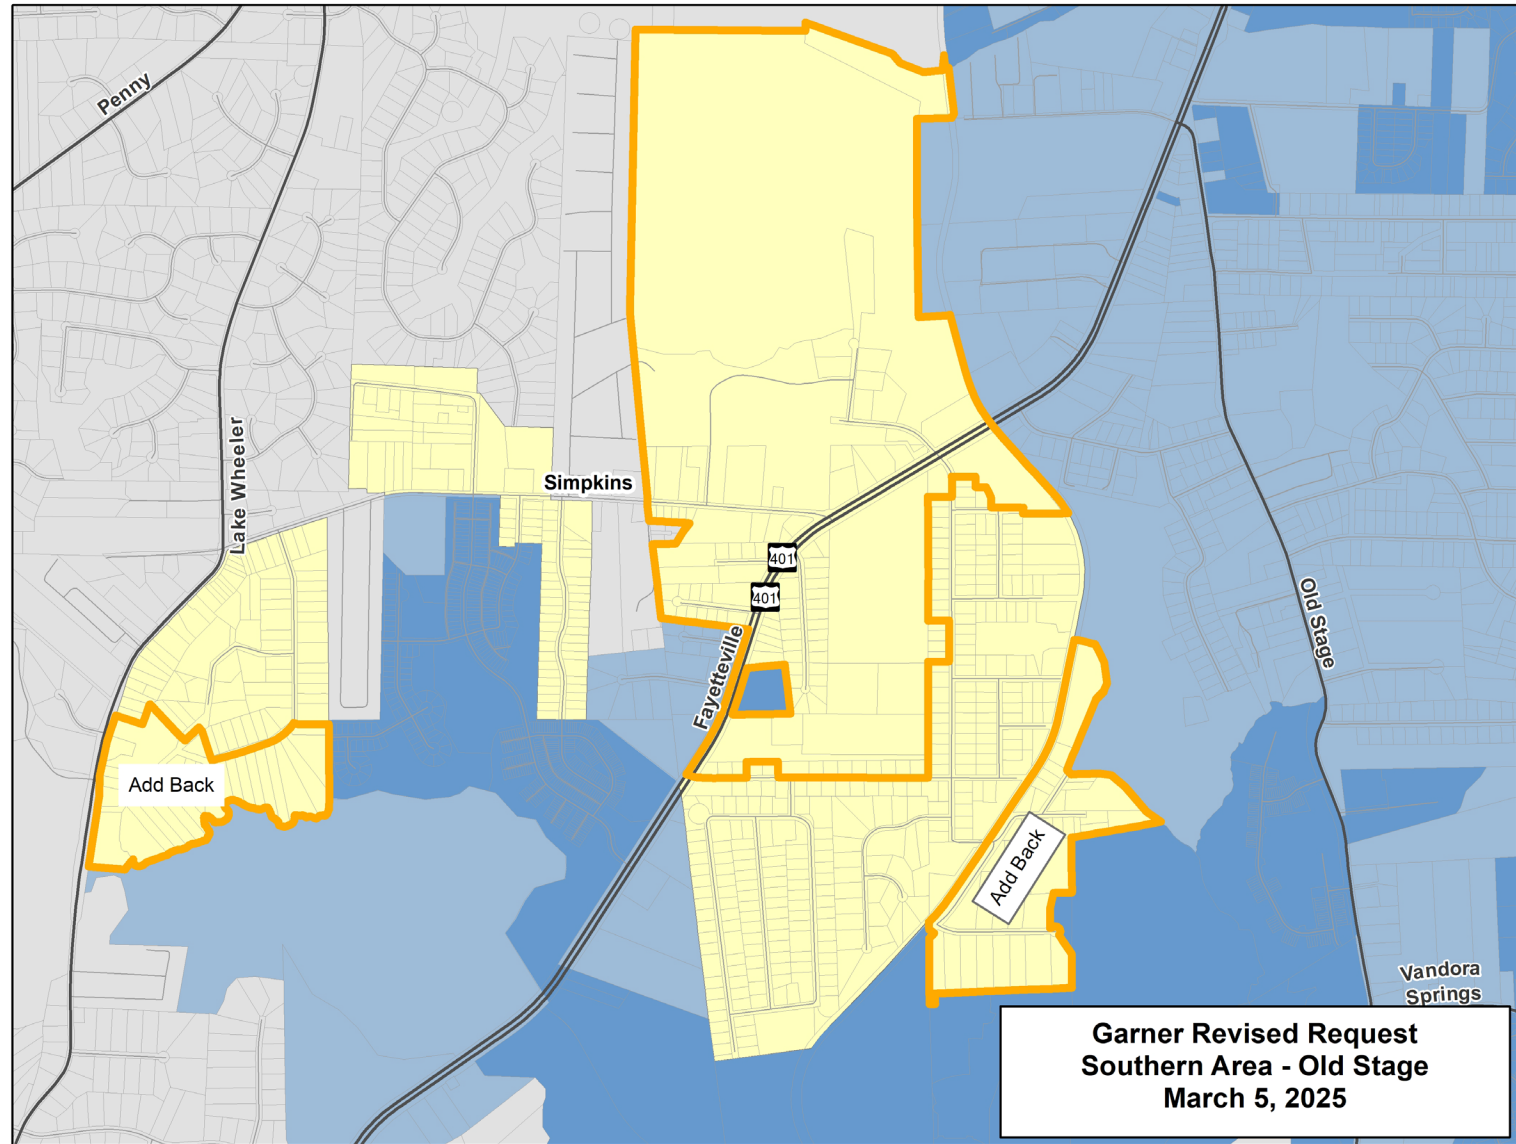 Penny
Lake Wheeler
Simpkins
401
401
Fayetteville
Old Stage
Add Back
Add Back
Vandora
Springs
Garner Revised Request
Southern Area - Old Stage
March 5, 2025